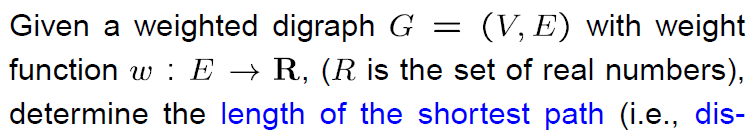 Given a weighted digraph G = (V, E) with weight
function w : E → R, (R is the set of real numbers),
determine the length of the shortest path (i.e., dis-